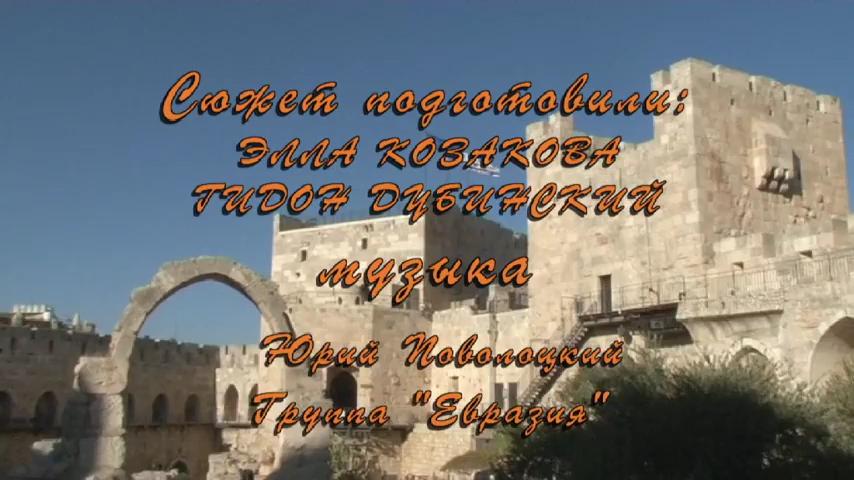 Сюжет подготовили:
ЭЛЛА КОЗАКОВА
ГИДОН ДУБИНСКИЙ
музыка
Юрий Поволоцкий
Группа "Евразия"